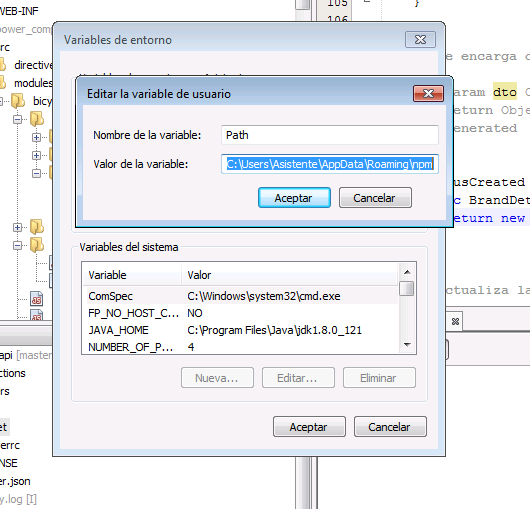 WEB-INF
power_comp
rc
directive
modules
bicy
api [master
ctions
rs
et
errc
NSE
er.json
y.log [I]
Variables de entorno
Editar la variable de usuario
Nombre de la variable: Path
Valor de la variable: C:\Users\Asistente\AppData\Roaming\npm
Aceptar Cancelar
Variables del sistema
Variable Valor
ComSpec C:\Windows\system32\cmd.exe
FP_NO_HOST_C... NO
JAVA_HOME C:\Program Files\Java\jdk1.8.0_121
NUMBER_OF_P... 4
Nueva... Editar... Eliminar
Aceptar Cancelar
105 }
106
e encarga d
aram dto O
eturn Obje
enerated
usCreated
c BrandDet
eturn new
ctualiza la